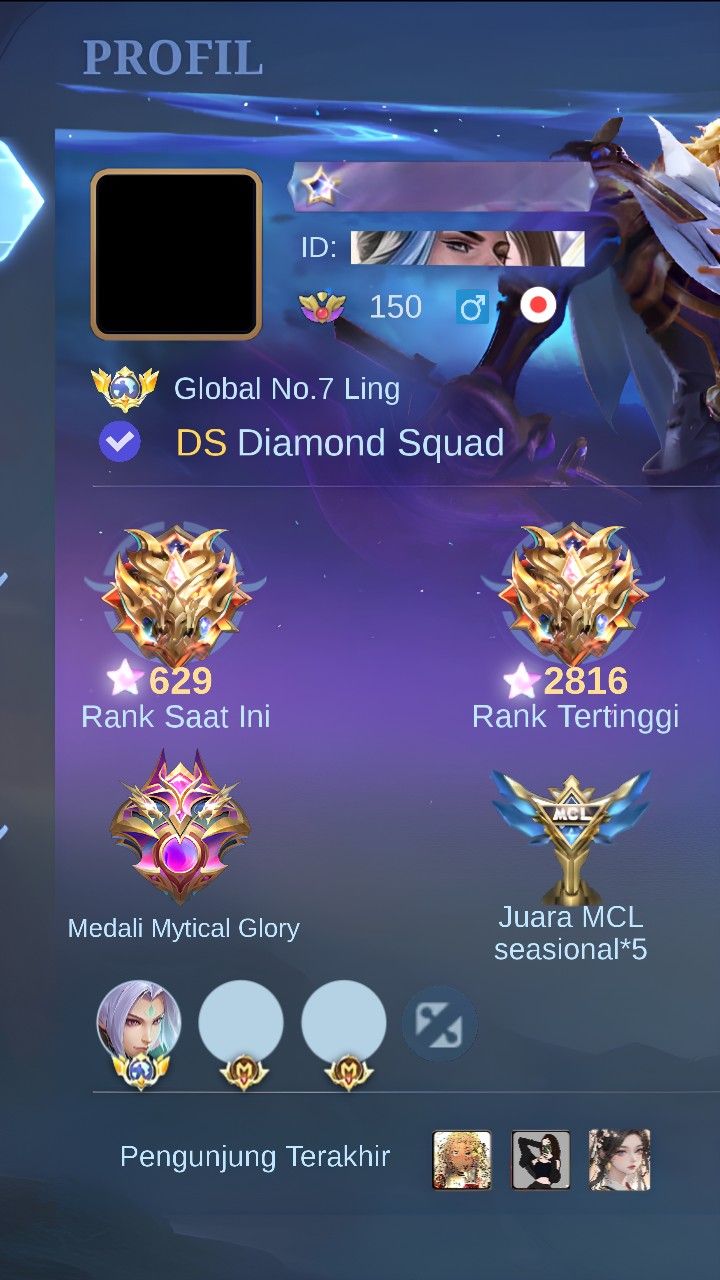 PROFIL
ID:
150
Global No.7 Ling
DS Diamond Squad
629
Rank Saat Ini
2816
Rank Tertinggi
MCL
Medali Mytical Glory
Juara MCL
seasional*5
Pengunjung Terakhir